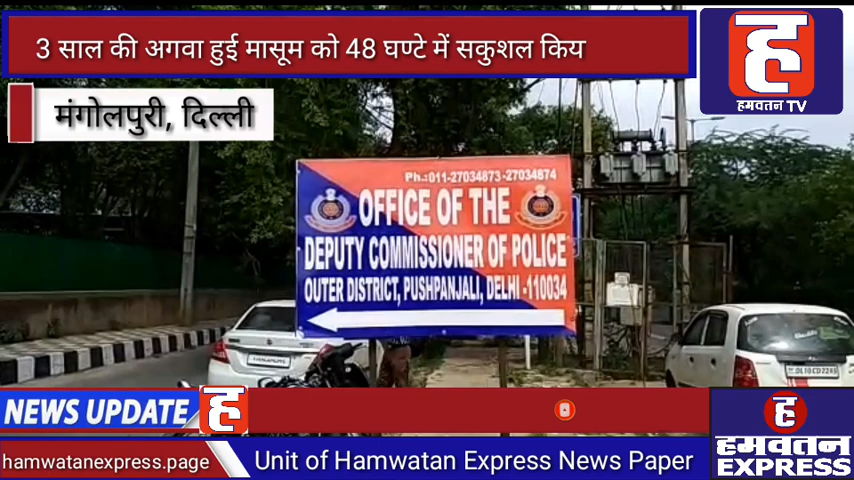 3 साल की अगवा हुई मासूम को 48 घण्टे में सकुशल किय
ह
हमवतन TV
मंगोलपुरी, दिल्ली
Ph.:011-27034873-27034874
OFFICE OF THE
DEPUTY COMMISSIONER OF POLICE
OUTER DISTRICT, PUSHPANJALI, DELHI -110034
NEWS UPDATE
ह
ह
हमवतन
EXPRESS
hamwatanexpress.page
Unit of Hamwatan Express News Paper